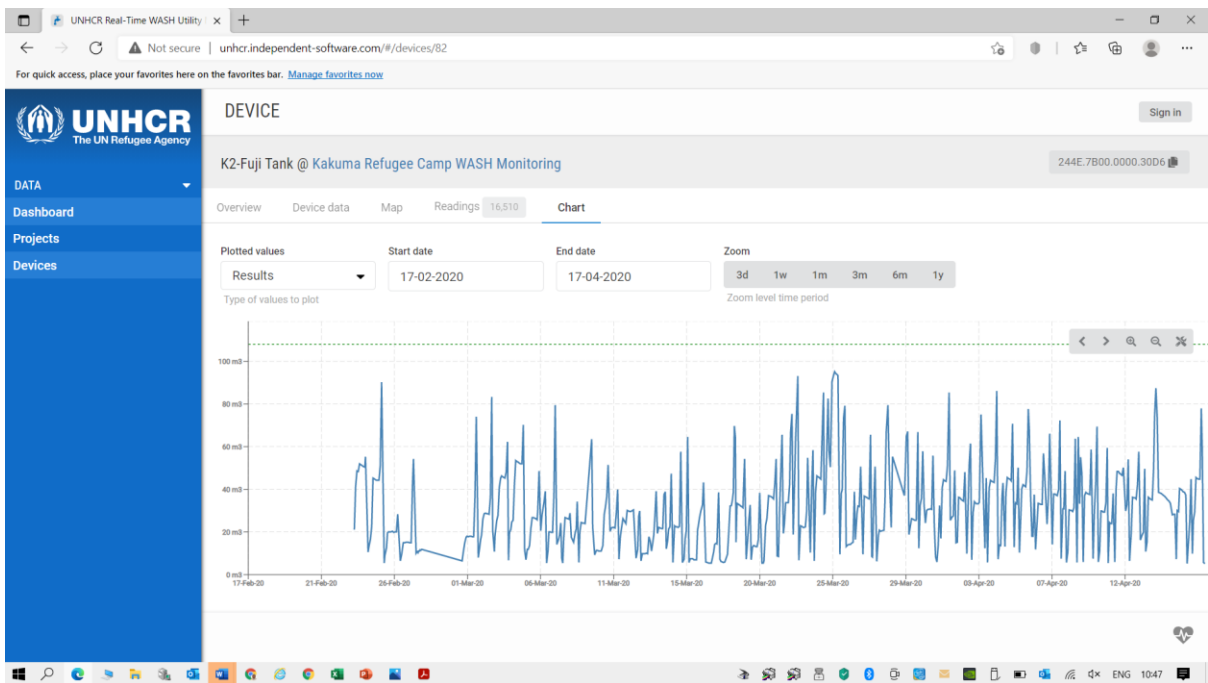 UNHCR Real-Time WASH Utility
Not secure | unhcr.independent-software.com/#/devices/82
For quick access, place your favorites here on the favorites bar. Manage favorites now
UNHCR
The UN Refugee Agency
DEVICE
Sign in
K2-Fuji Tank @ Kakuma Refugee Camp WASH Monitoring
244E.7B00.0000.30D6
DATA
Dashboard
Projects
Devices
Overview Device data Map Readings 16,510 Chart
Plotted values Start date End date Zoom
Results 17-02-2020 17-04-2020 3d 1w 1m 3m 6m 1y
Type of values to plot Zoom level time period
100 m3
80 m3
60 m3
40 m3
20 m3
0 m3
17-Feb-20 21-Feb-20 26-Feb-20 01-Mar-20 06-Mar-20 11-Mar-20 15-Mar-20 20-Mar-20 25-Mar-20 29-Mar-20 03-Apr-20 07-Apr-20 12-Apr-20
ENG 10:47